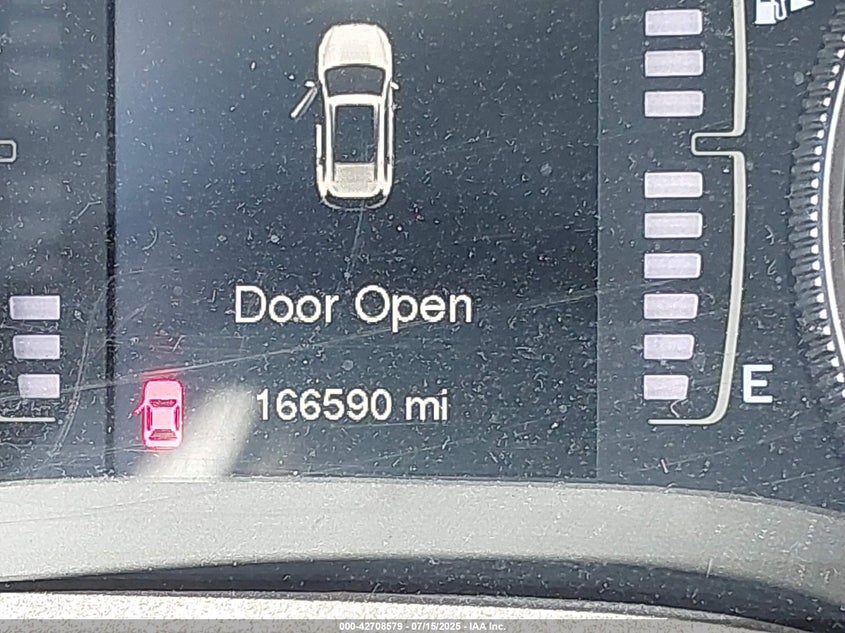 Door Open
166590 mi
E
000-42708579 - 07/15/2025 - IAA Inc.